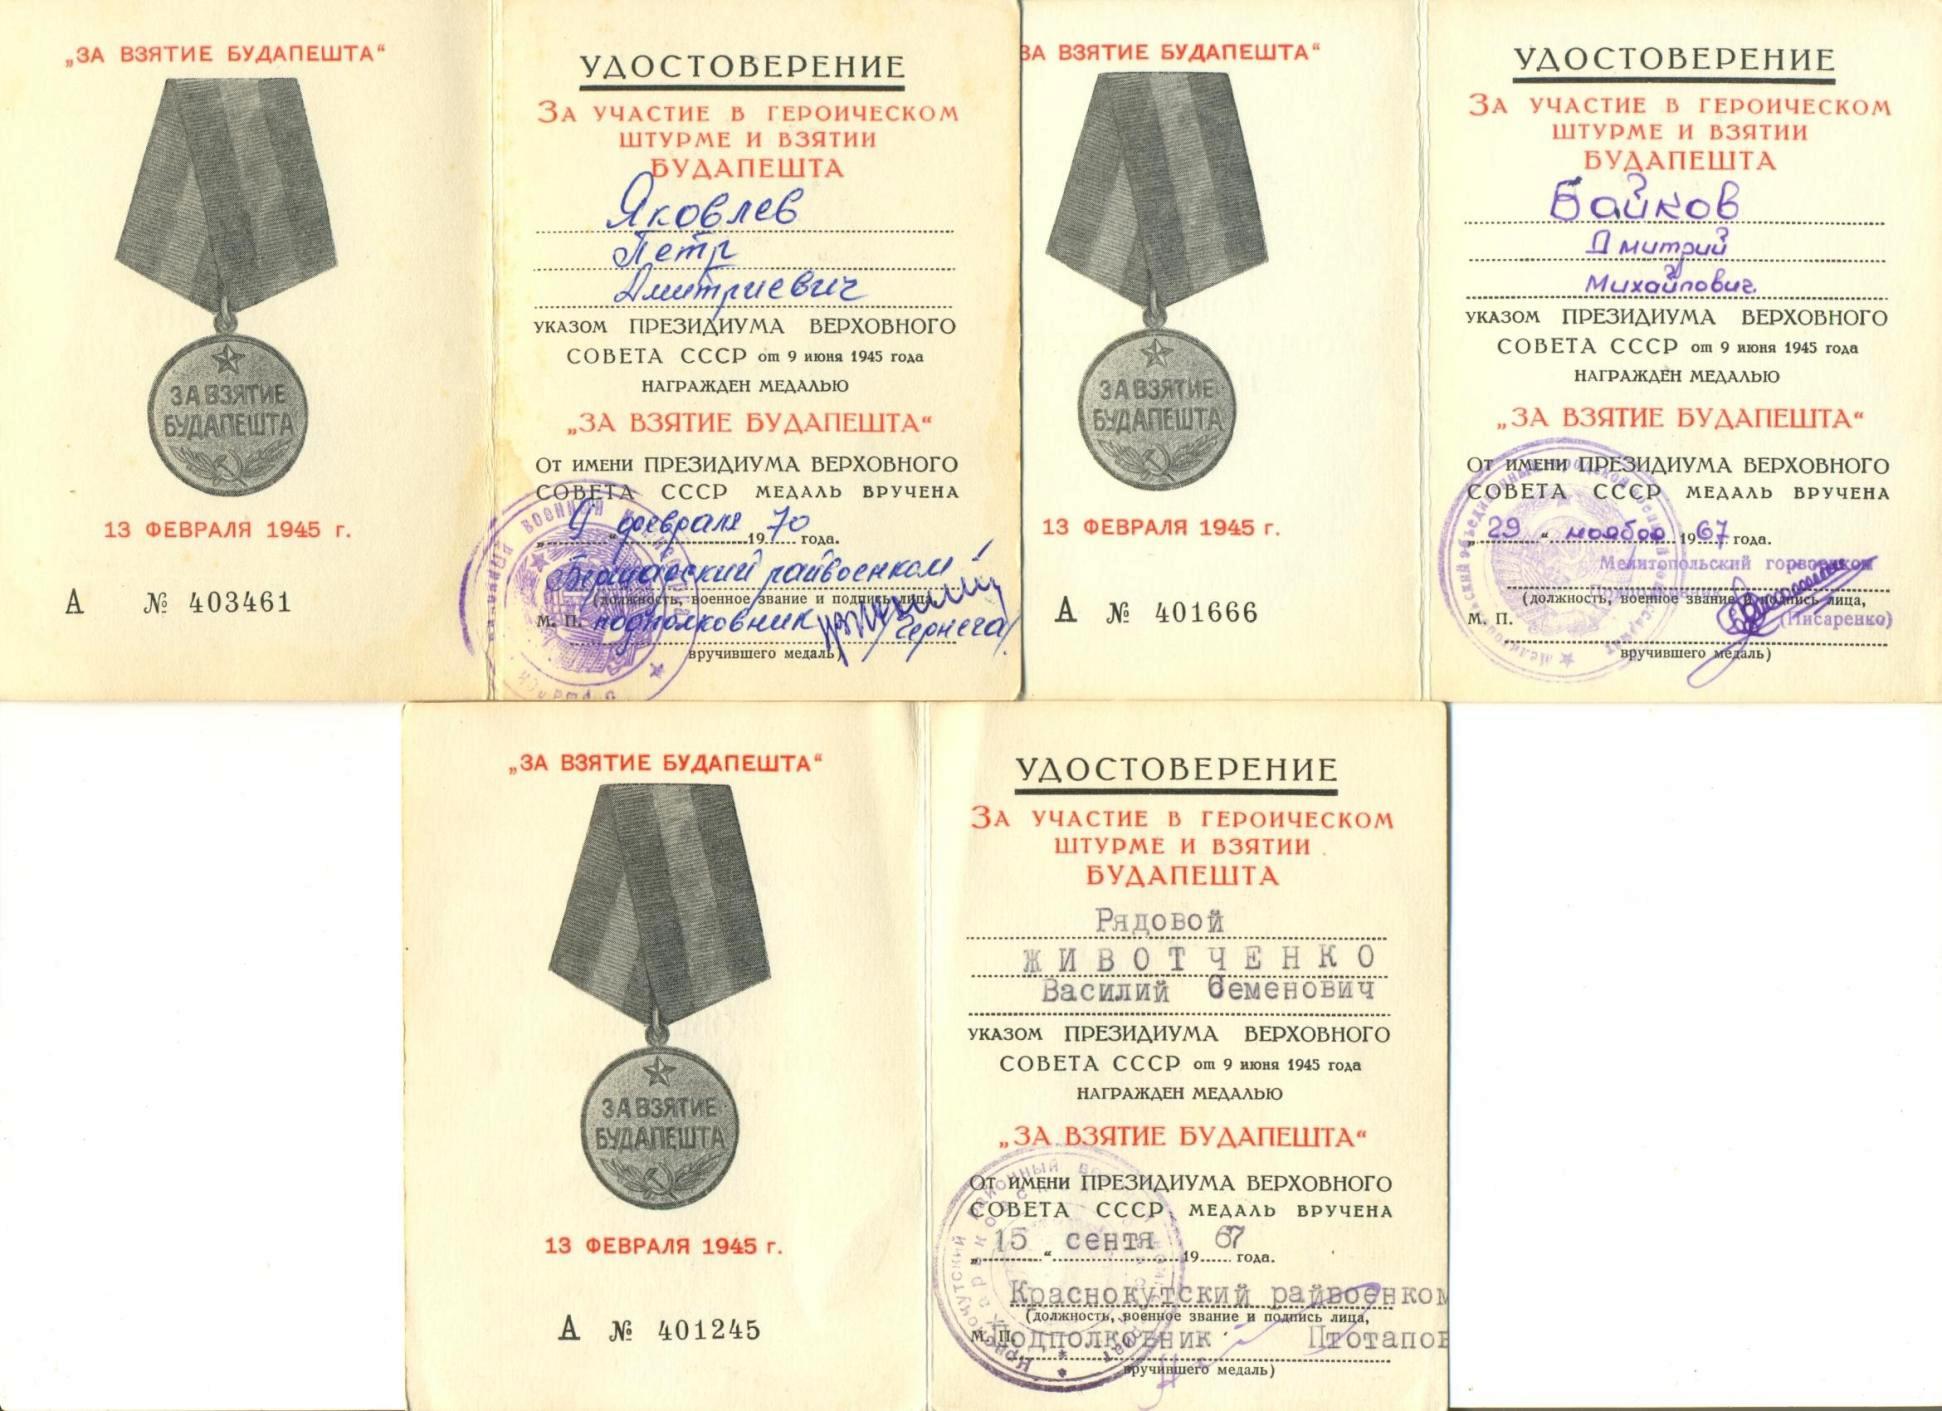 „ЗА ВЗЯТИЕ БУДАПЕШТА“
ЗА ВЗЯТИЕ
БУДАПЕШТА
13 ФЕВРАЛЯ 1945 г.
А № 403461
УДОСТОВЕРЕНИЕ
За участие в героическом
штурме и взятии
Будапешта
Яковлев
Петр
Дмитриевич
указом ПРЕЗИДИУМА ВЕРХОВНОГО
СОВЕТА СССР от 9 июня 1945 года
награжден медалью
„ЗА ВЗЯТИЕ БУДАПЕШТА“
От имени ПРЕЗИДИУМА ВЕРХОВНОГО
СОВЕТА СССР медаль вручена
„9“ февраля 1970 года.
райвоенком
(должность, военное звание и подпись лица,
М. П. подполковник /Чернега/
вручившего медаль)
ЗА ВЗЯТИЕ БУДАПЕШТА“
ЗА ВЗЯТИЕ
БУДАПЕШТА
13 ФЕВРАЛЯ 1945 г.
А № 401666
УДОСТОВЕРЕНИЕ
За участие в героическом
штурме и взятии
Будапешта
Байков
Дмитрий
Михайлович.
указом ПРЕЗИДИУМА ВЕРХОВНОГО
СОВЕТА СССР от 9 июня 1945 года
награжден медалью
„ЗА ВЗЯТИЕ БУДАПЕШТА“
От имени ПРЕЗИДИУМА ВЕРХОВНОГО
СОВЕТА СССР медаль вручена
„29“ ноября 1967 года.
Мелитопольский горвоенком
(должность, военное звание и подпись лица,
М. П. (Писаренко)
вручившего медаль)
„ЗА ВЗЯТИЕ БУДАПЕШТА“
ЗА ВЗЯТИЕ
БУДАПЕШТА
13 ФЕВРАЛЯ 1945 г.
А № 401245
УДОСТОВЕРЕНИЕ
За участие в героическом
штурме и взятии
Будапешта
Рядовой
ЖИВОТЧЕНКО
Василий Семенович
указом ПРЕЗИДИУМА ВЕРХОВНОГО
СОВЕТА СССР от 9 июня 1945 года
награжден медалью
„ЗА ВЗЯТИЕ БУДАПЕШТА“
От имени ПРЕЗИДИУМА ВЕРХОВНОГО
СОВЕТА СССР медаль вручена
„15“ сентя 1967 года.
Краснокутский райвоенком
(должность, военное звание и подпись лица,
М. П. Подполковник Птотапов
вручившего медаль)